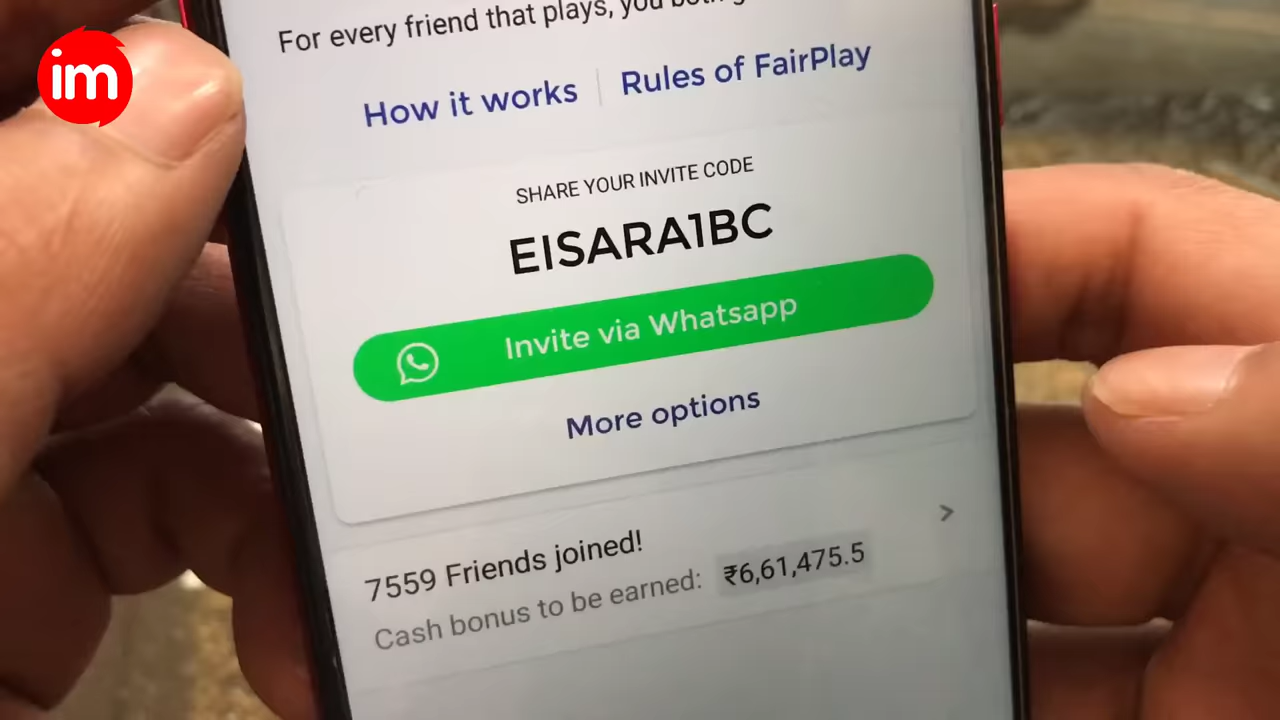 im
For every friend that plays, you both
How it works | Rules of FairPlay
SHARE YOUR INVITE CODE
EISARA1BC
Invite via Whatsapp
More options
7559 Friends joined!
Cash bonus to be earned: ₹6,61,475.5